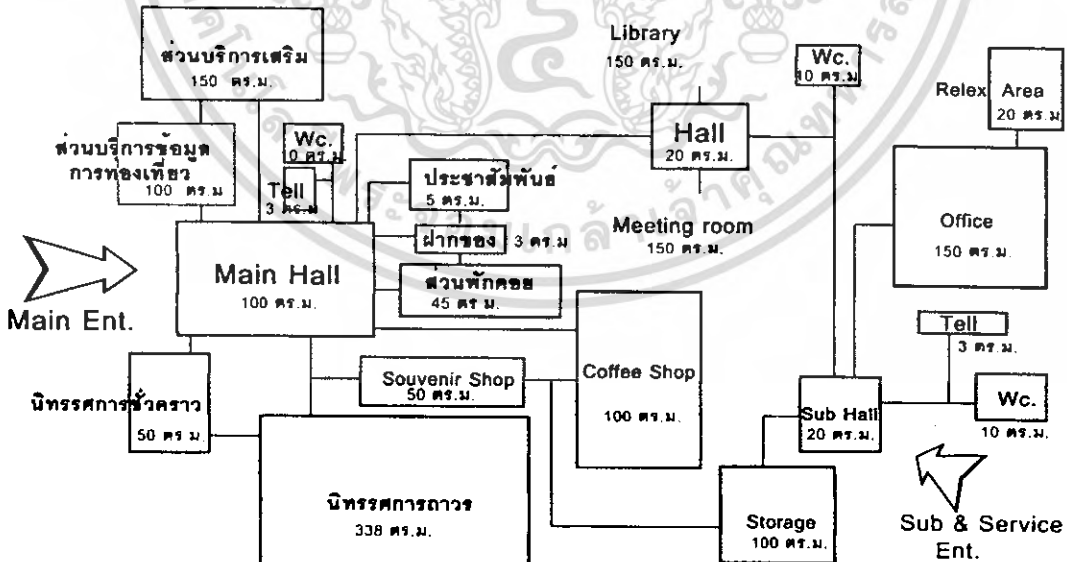 ส่วนบริการเสริม
150 ตร.ม.
Library
150 ตร.ม.
Wc.
10 ตร.ม.
Relex Area
20 ตร.ม.
ส่วนบริการข้อมูล
การท่องเที่ยว
100 ตร.ม
Wc.
0 ตร.ม.
Tell
3 ตร.ม
ประชาสัมพันธ์
5 ตร.ม.
Hall
20 ตร.ม.
ฝากของ 3 ตร.ม
Meeting room
150 ตร.ม.
Office
150 ตร.ม.
Main Hall
100 ตร.ม.
ส่วนพักคอย
45 ตร.ม.
Main Ent.
Tell
3 ตร.ม.
นิทรรศการชั่วคราว
50 ตร ม.
Souvenir Shop
50 ตร.ม.
Coffee Shop
100 ตร.ม.
Sub Hall
20 ตร.ม.
Wc.
10 ตร.ม.
นิทรรศการถาวร
338 ตร.ม.
Storage
100 ตร.ม.
Sub & Service
Ent.